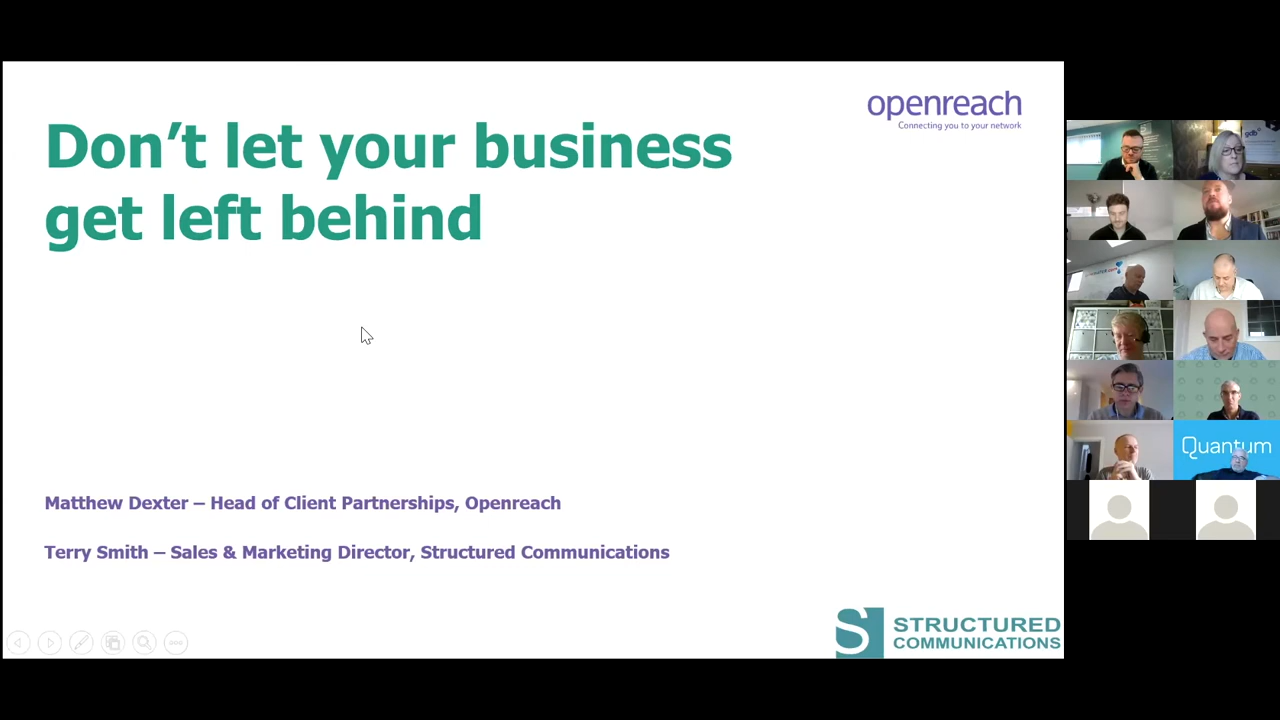 Don't let your business
get left behind
openreach
Connecting you to your network
Matthew Dexter – Head of Client Partnerships, Openreach
Terry Smith – Sales & Marketing Director, Structured Communications
S
STRUCTURED
COMMUNICATIONS
gdb
Quantum